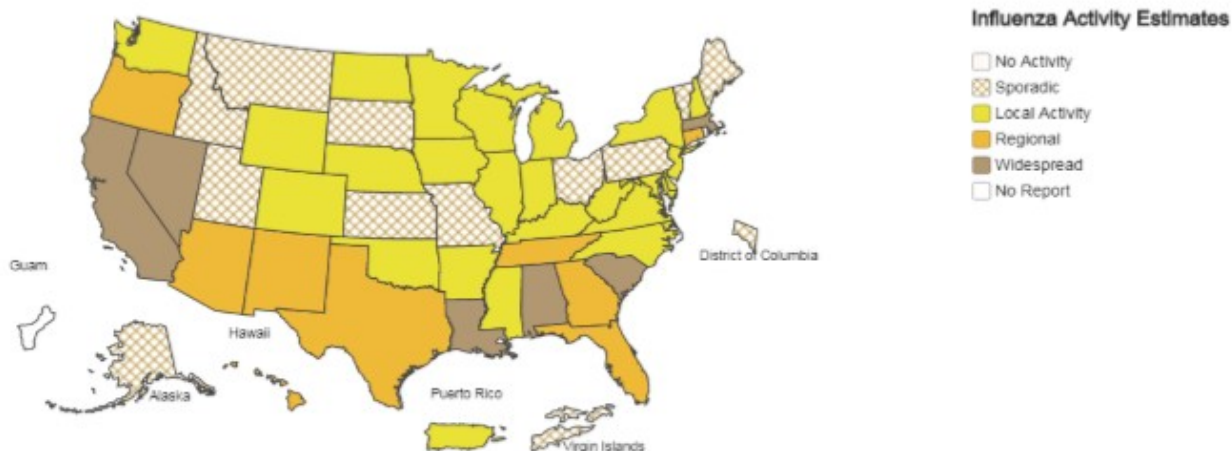 Influenza Activity Estimates
No Activity
Sporadic
Local Activity
Regional
Widespread
No Report
District of Columbia
Guam
Hawaii
Alaska
Puerto Rico
Virgin Islands